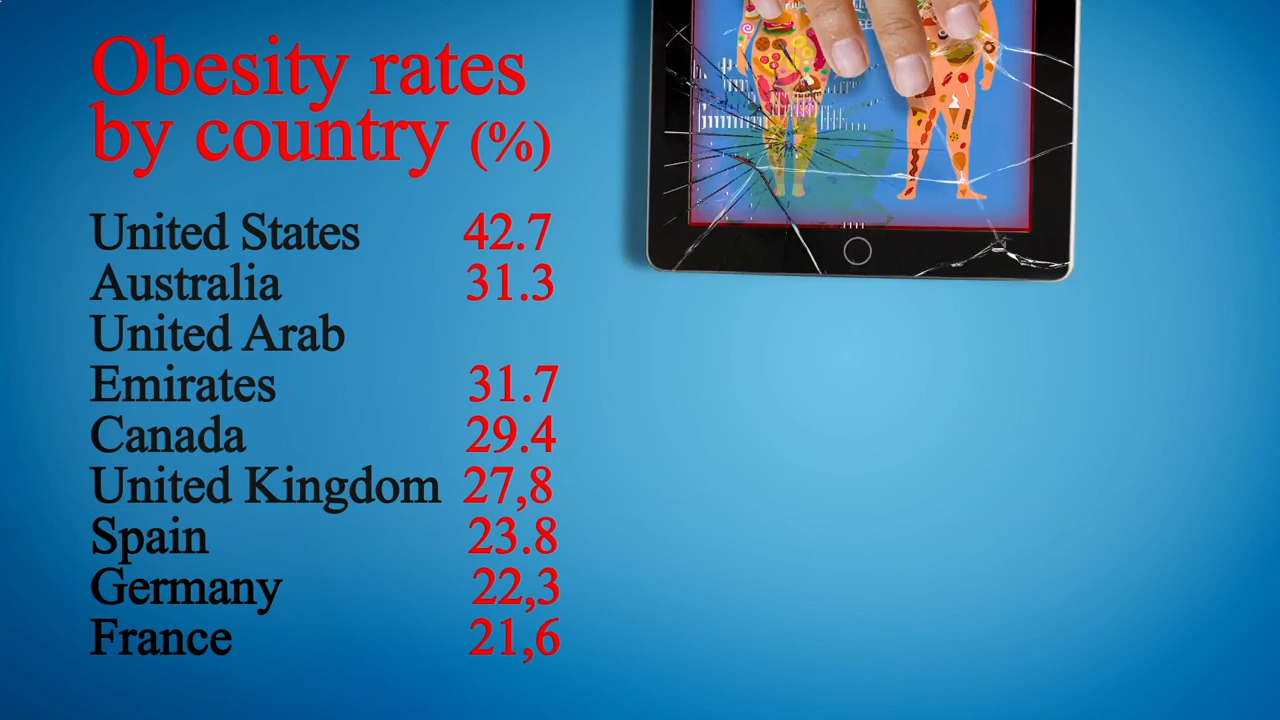 Obesity rates
by country (%)
United States 42.7
Australia 31.3
United Arab
Emirates 31.7
Canada 29.4
United Kingdom 27,8
Spain 23.8
Germany 22,3
France 21,6